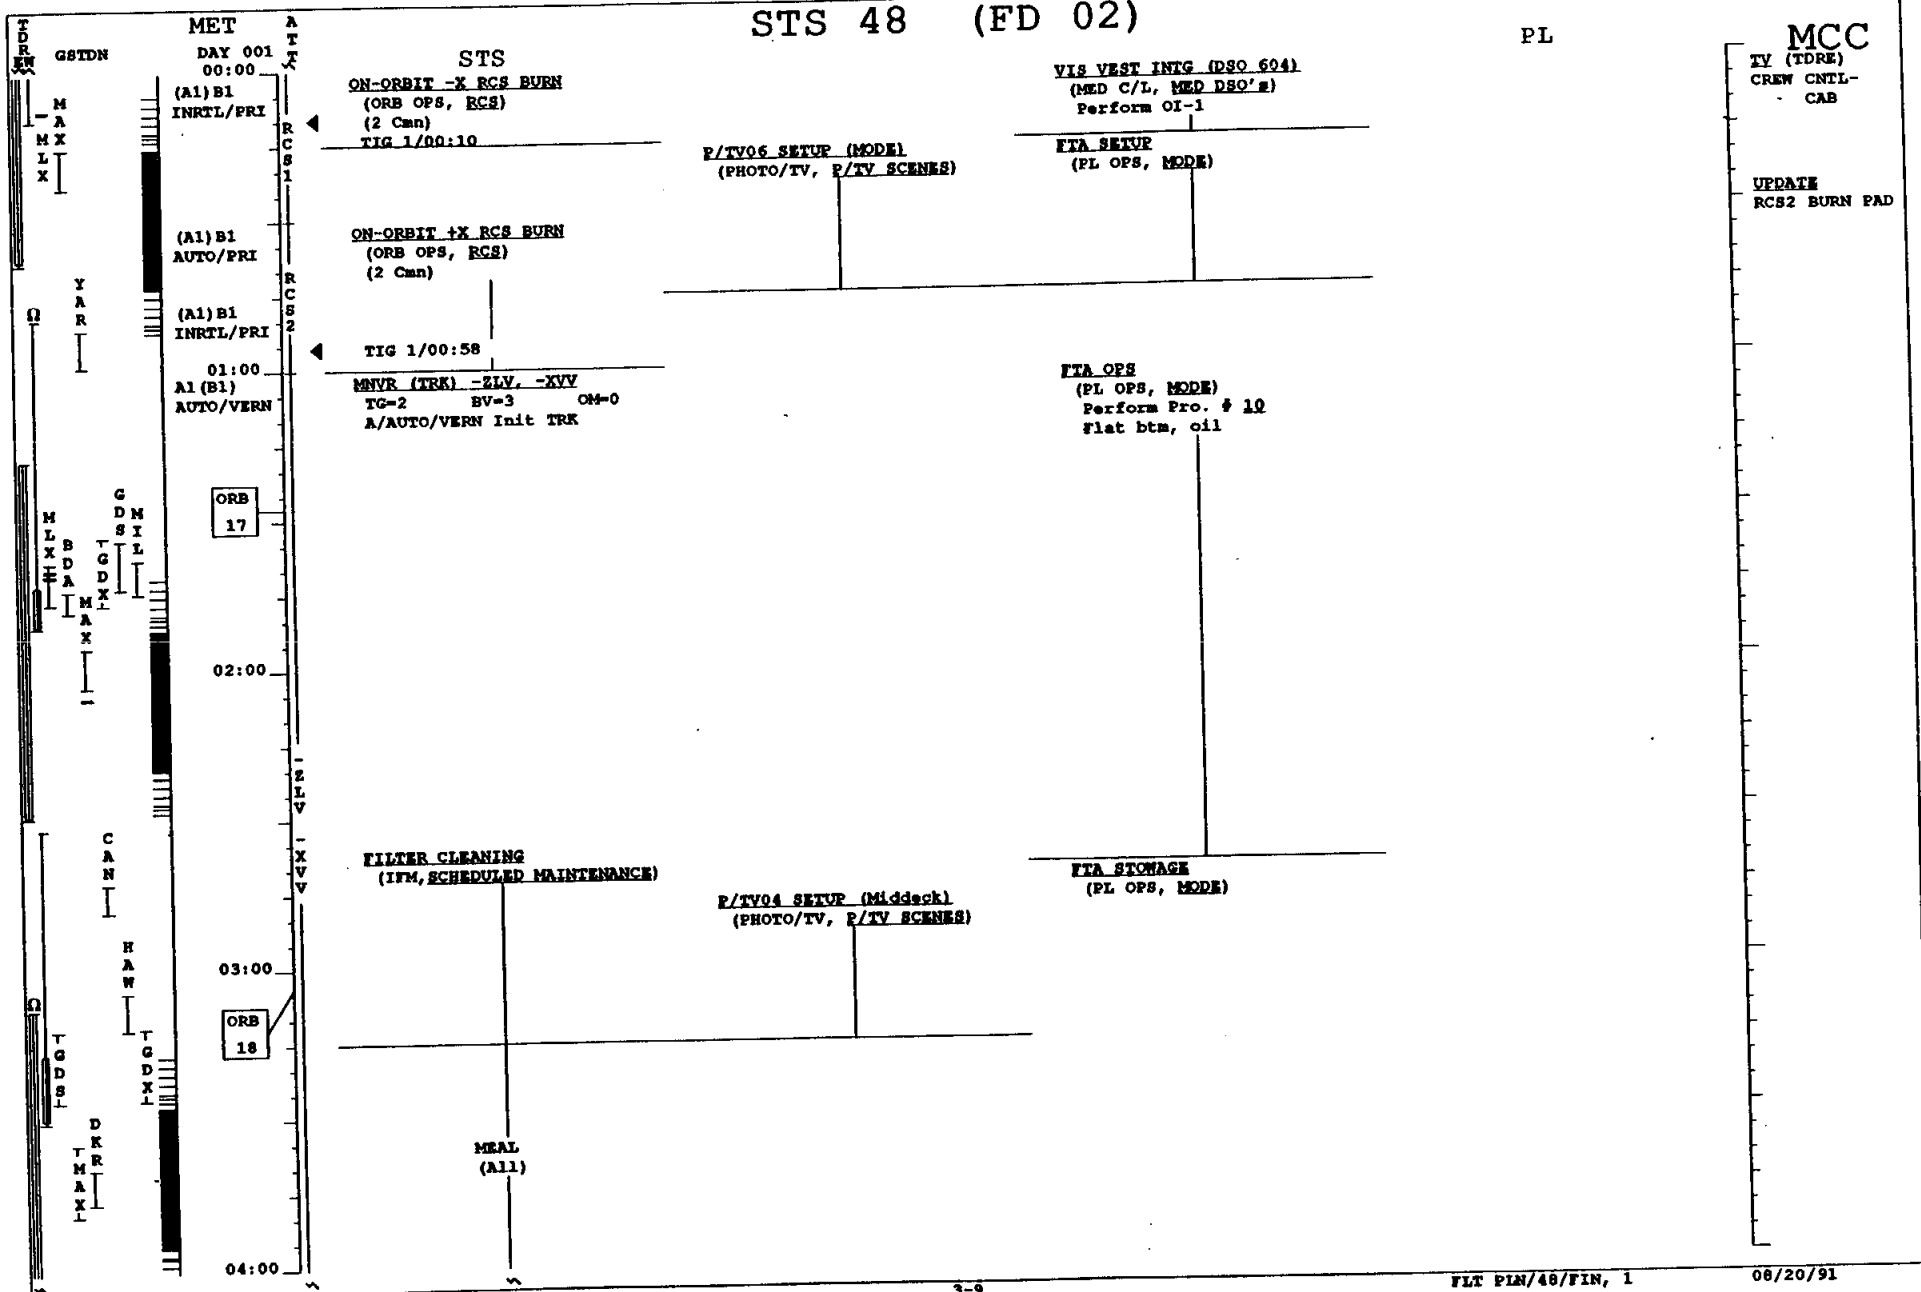 STS 48 (FD 02)
TDRE W
GSTDN
MET
DAY 001
ATT
STS
PL
MCC
00:00
(A1)B1
INRTL/PRI
ON-ORBIT -X RCS BURN
(ORB OPS, RCS)
(2 Cmn)
TIG 1/00:10
VIS VEST INTG (DSO 604)
(MED C/L, MED DSO's)
Perform OI-1
TV (TDRE)
CREW CNTL-
CAB
MAX
MLX
RCS1
P/TV06 SETUP (MODE)
(PHOTO/TV, P/TV SCENES)
FTA SETUP
(PL OPS, MODE)
UPDATE
RCS2 BURN PAD
(A1)B1
AUTO/PRI
ON-ORBIT +X RCS BURN
(ORB OPS, RCS)
(2 Cmn)
YAR
RCS2
Ω
(A1)B1
INRTL/PRI
TIG 1/00:58
01:00
A1(B1)
AUTO/VERN
MNVR (TRK) -ZLV, -XVV
TG=2 BV=3 OM=0
A/AUTO/VERN Init TRK
FTA OPS
(PL OPS, MODE)
Perform Pro. # 10
Flat btm, oil
ORB
17
MLX
BDA
MAX
GDX
GDS
MIL
02:00
-ZLV -XVV
CAN
FILTER CLEANING
(IFM, SCHEDULED MAINTENANCE)
P/TV04 SETUP (Middeck)
(PHOTO/TV, P/TV SCENES)
FTA STOWAGE
(PL OPS, MODE)
HAW
03:00
Ω
ORB
18
GDS
GDX
DKR
MAX
MEAL
(All)
04:00
3-9
FLT PLN/48/FIN, 1
08/20/91